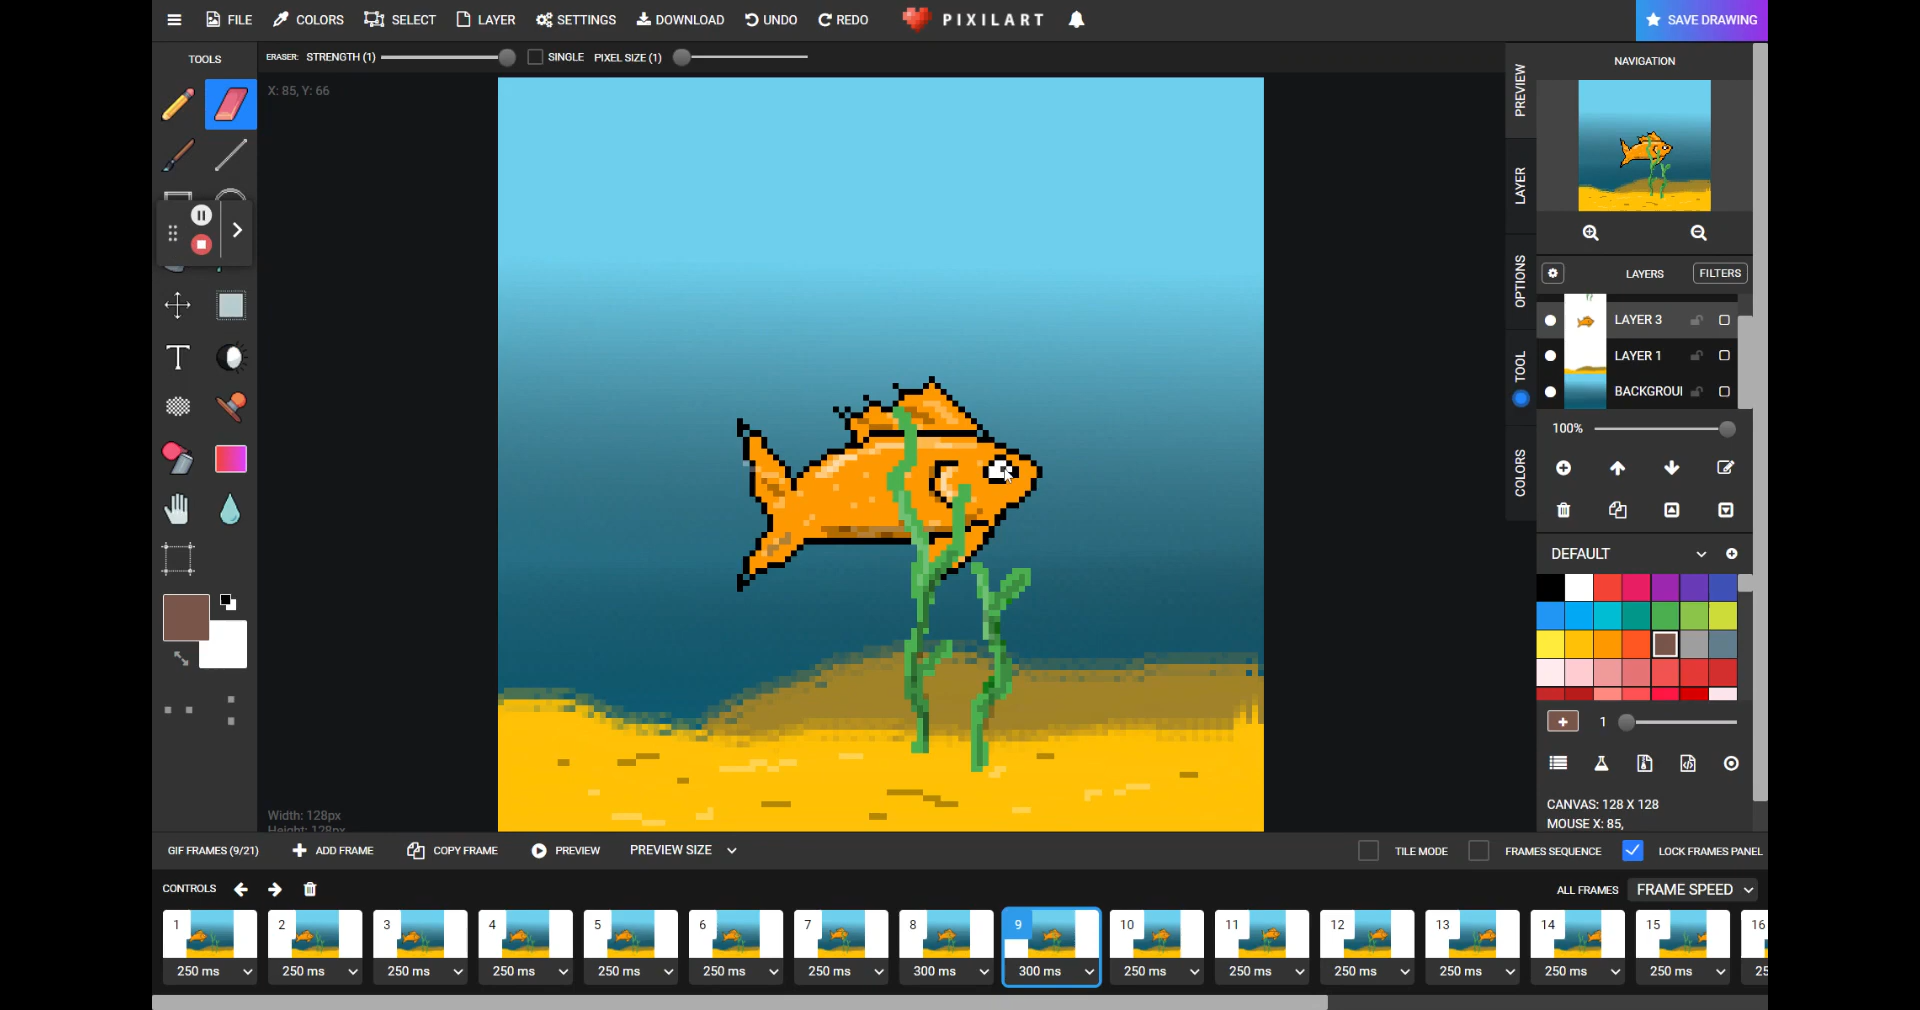 FILE COLORS SELECT LAYER SETTINGS DOWNLOAD UNDO REDO PIXILART SAVE DRAWING
TOOLS
ERASER: STRENGTH (1) SINGLE PIXEL SIZE (1)
X: 85, Y: 66
PREVIEW
LAYER
OPTIONS
TOOL
COLORS
NAVIGATION
LAYERS FILTERS
LAYER 3
LAYER 1
BACKGROUI
100%
DEFAULT
1
CANVAS: 128 X 128
MOUSE X: 85,
T
Width: 128px
Height: 128px
GIF FRAMES (9/21) ADD FRAME COPY FRAME PREVIEW PREVIEW SIZE TILE MODE FRAMES SEQUENCE LOCK FRAMES PANEL
CONTROLS ALL FRAMES FRAME SPEED
1 2 3 4 5 6 7 8 9 10 11 12 13 14 15 16
250 ms 250 ms 250 ms 250 ms 250 ms 250 ms 250 ms 300 ms 300 ms 250 ms 250 ms 250 ms 250 ms 250 ms 250 ms 25